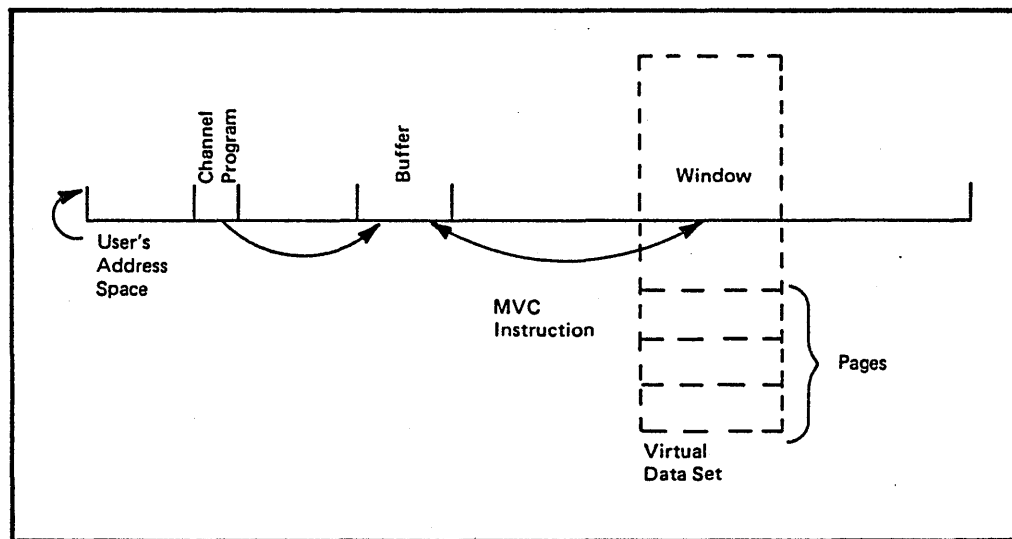 Channel
Program
Buffer
Window
User's
Address
Space
MVC
Instruction
Pages
Virtual
Data Set